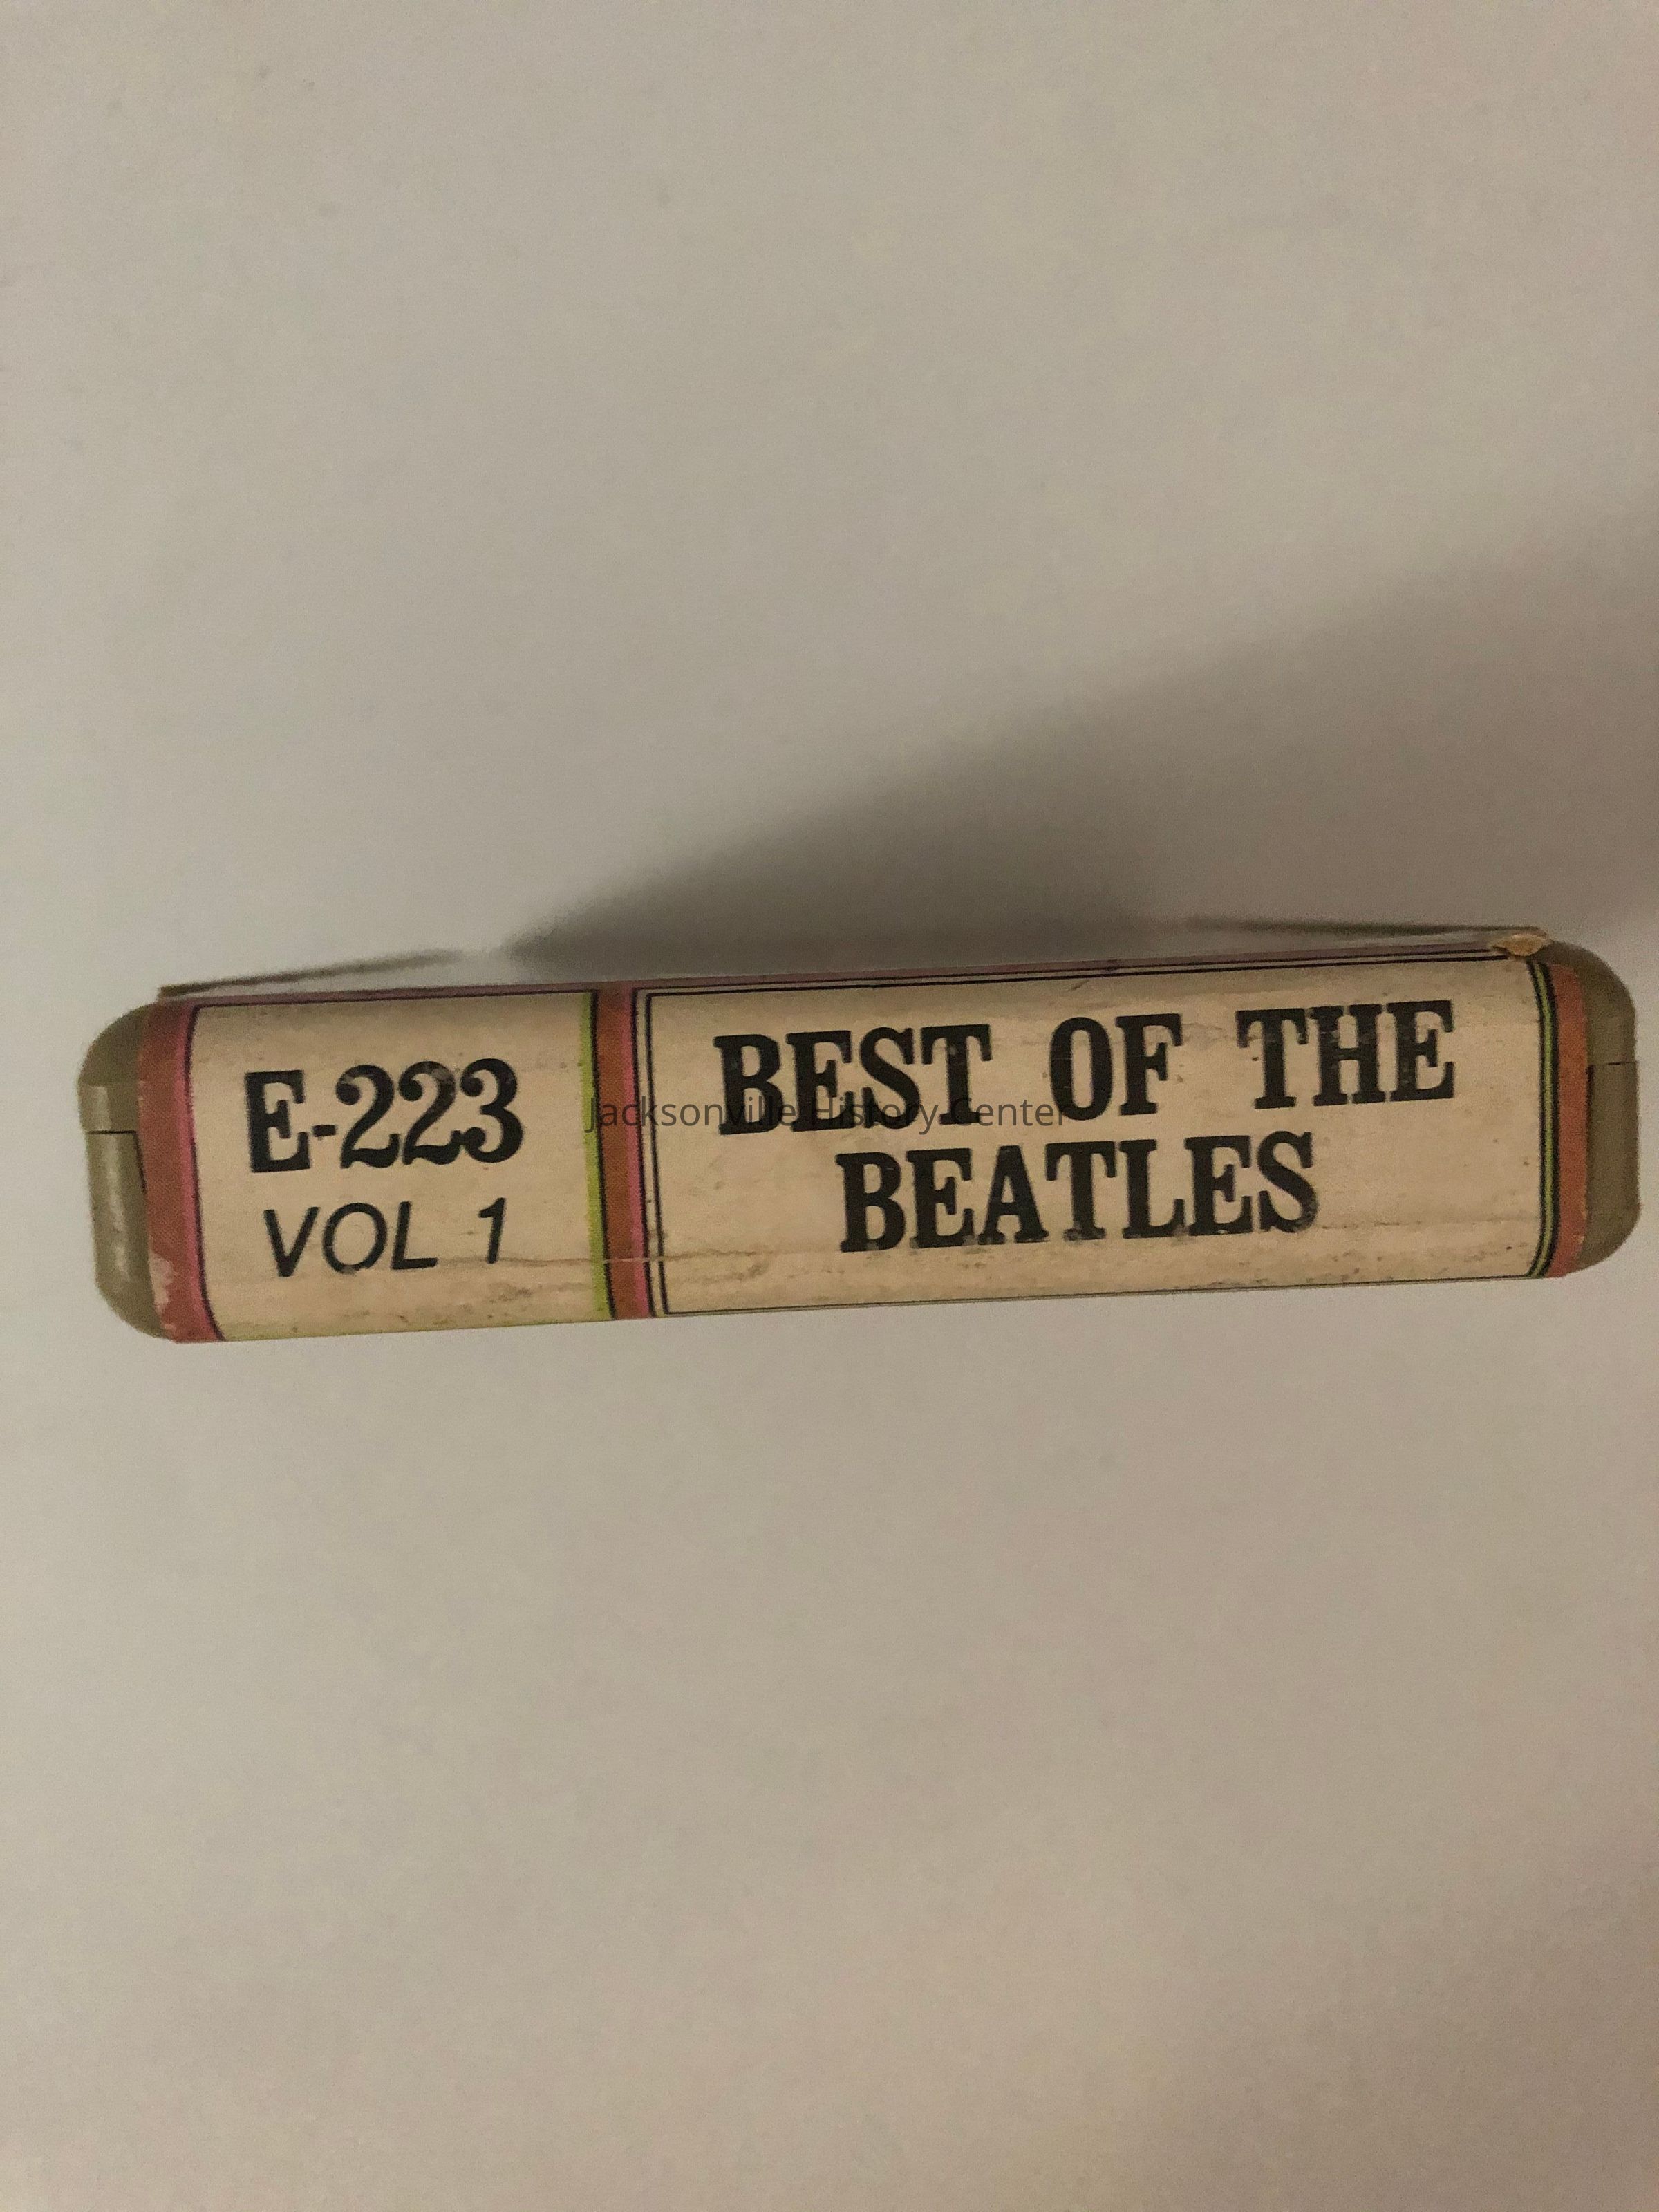 E-223
VOL 1
BEST OF THE
BEATLES
Jacksonville History Center